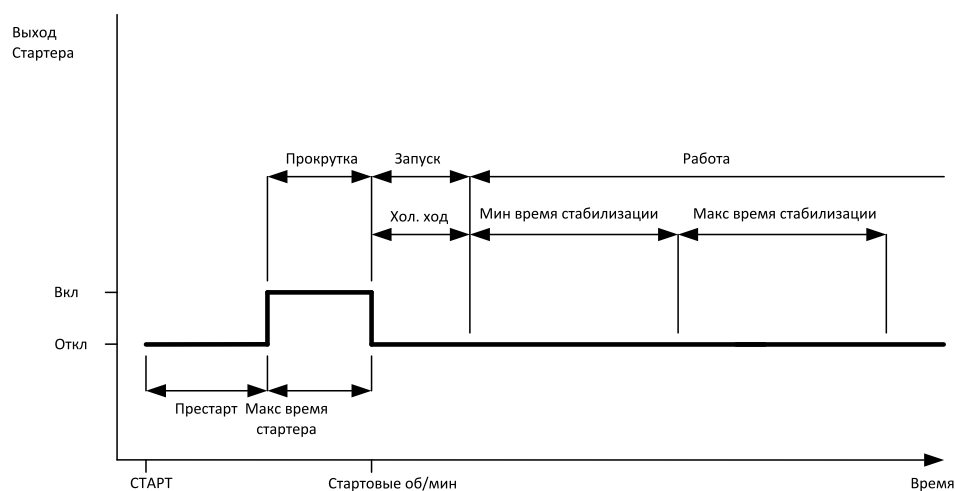 Выход
Стартера
Прокрутка
Запуск
Работа
Хол. ход
Мин время стабилизации
Макс время стабилизации
Вкл
Откл
Престарт
Макс время
стартера
СТАРТ
Стартовые об/мин
Время